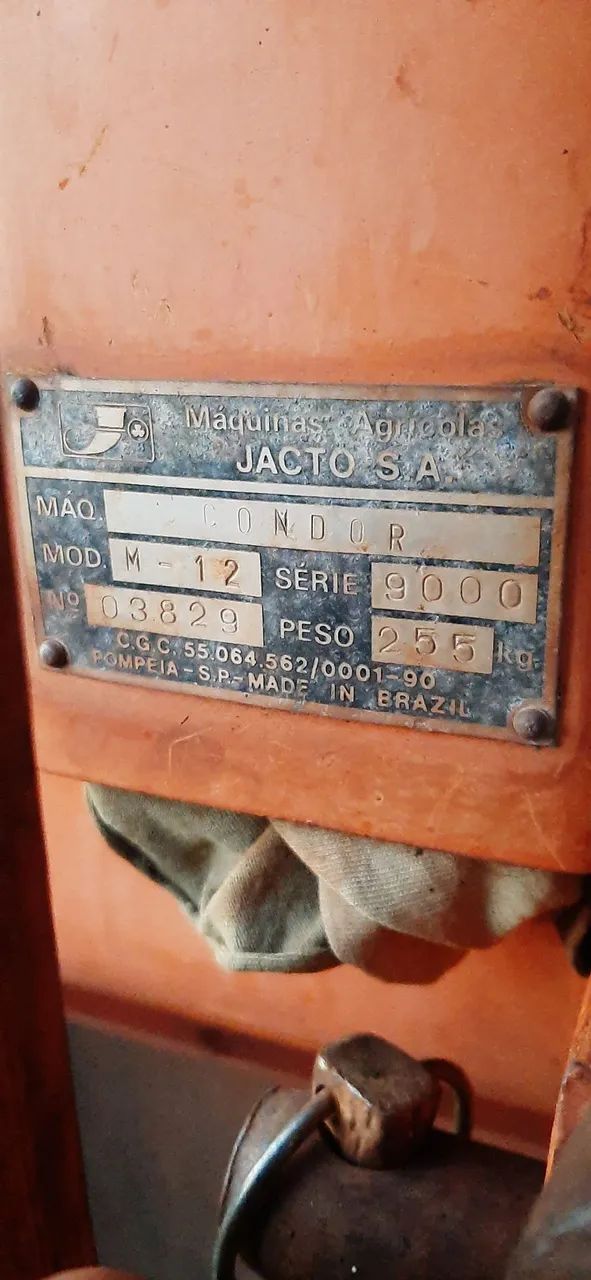 Máquinas Agrícolas
JACTO S.A.
MÁQ. CONDOR
MOD. M-12 SÉRIE 9000
Nº 03829 PESO 255 kg.
C.G.C. 55.064.562/0001-90
POMPEIA-S.P.-MADE IN BRAZIL